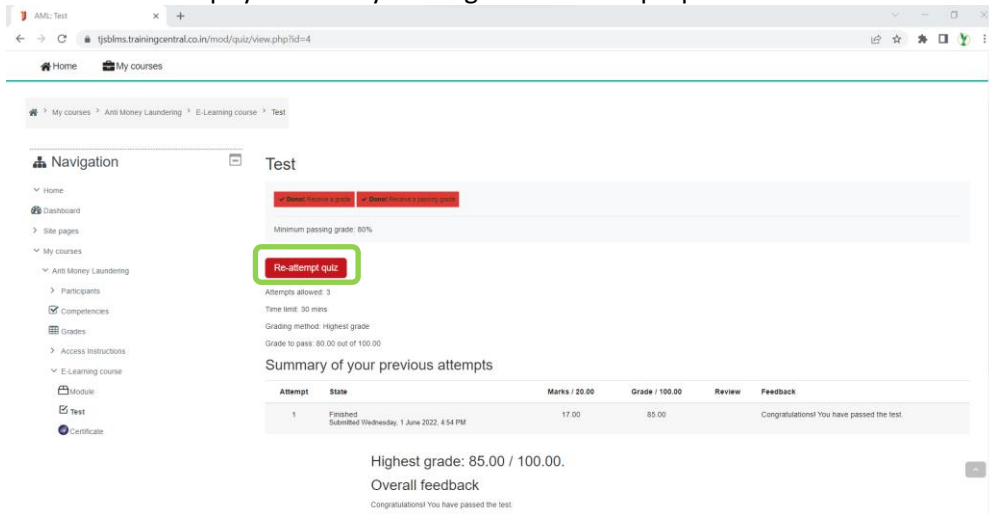 AML: Test
tjsblms.trainingcentral.co.in/mod/quiz/view.php?id=4
Home My courses
My courses > Anti Money Laundering > E-Learning course > Test
Navigation
Home
Dashboard
Site pages
My courses
Anti Money Laundering
Participants
Competencies
Grades
Access Instructions
E-Learning course
Module
Test
Certificate
Test
Done! Receive a grade Done! Receive a passing grade
Minimum passing grade: 80%
Re-attempt quiz
Attempts allowed: 3
Time limit: 30 mins
Grading method: Highest grade
Grade to pass: 80.00 out of 100.00
Summary of your previous attempts
Attempt State Marks / 20.00 Grade / 100.00 Review Feedback
1 Finished 17.00 85.00 Congratulations! You have passed the test.
Submitted Wednesday, 1 June 2022, 4:54 PM
Highest grade: 85.00 / 100.00.
Overall feedback
Congratulations! You have passed the test.